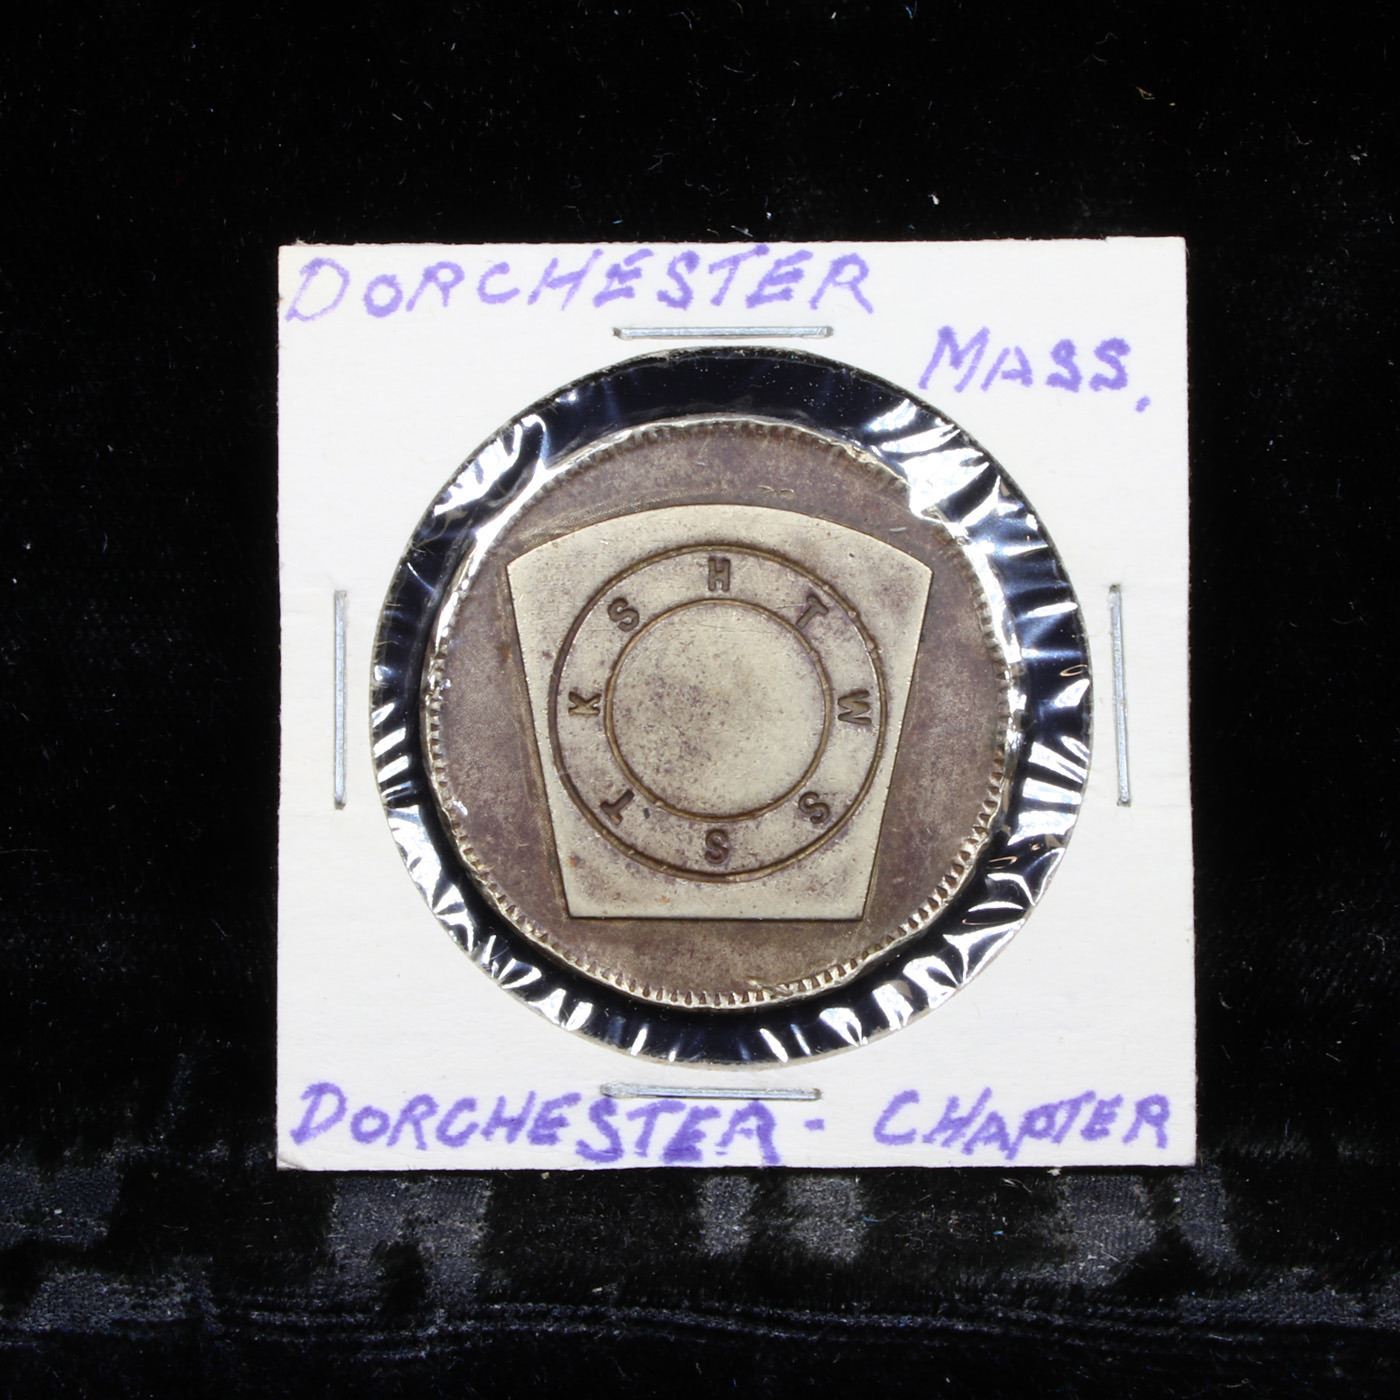 DORCHESTER
MASS.
H T W S S T K S
DORCHESTER - CHAPTER